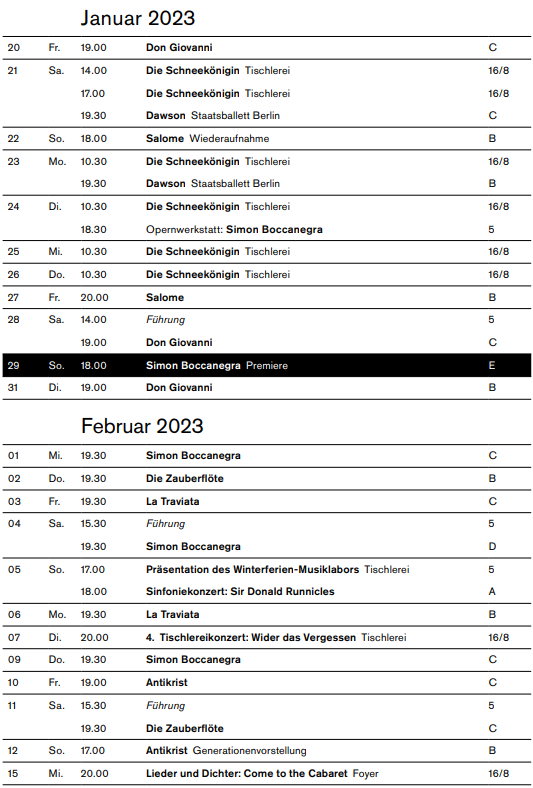 Januar 2023
20 Fr. 19.00 Don Giovanni C
21 Sa. 14.00 Die Schneekönigin Tischlerei 16/8
17.00 Die Schneekönigin Tischlerei 16/8
19.30 Dawson Staatsballett Berlin C
22 So. 18.00 Salome Wiederaufnahme B
23 Mo. 10.30 Die Schneekönigin Tischlerei 16/8
19.30 Dawson Staatsballett Berlin B
24 Di. 10.30 Die Schneekönigin Tischlerei 16/8
18.30 Opernwerkstatt: Simon Boccanegra 5
25 Mi. 10.30 Die Schneekönigin Tischlerei 16/8
26 Do. 10.30 Die Schneekönigin Tischlerei 16/8
27 Fr. 20.00 Salome B
28 Sa. 14.00 Führung 5
19.00 Don Giovanni C
29 So. 18.00 Simon Boccanegra Premiere E
31 Di. 19.00 Don Giovanni B
Februar 2023
01 Mi. 19.30 Simon Boccanegra C
02 Do. 19.30 Die Zauberflöte B
03 Fr. 19.30 La Traviata C
04 Sa. 15.30 Führung 5
19.30 Simon Boccanegra D
05 So. 17.00 Präsentation des Winterferien-Musiklabors Tischlerei 5
18.00 Sinfoniekonzert: Sir Donald Runnicles A
06 Mo. 19.30 La Traviata B
07 Di. 20.00 4. Tischlereikonzert: Wider das Vergessen Tischlerei 16/8
09 Do. 19.30 Simon Boccanegra C
10 Fr. 19.00 Antikrist C
11 Sa. 15.30 Führung 5
19.30 Die Zauberflöte C
12 So. 17.00 Antikrist Generationenvorstellung B
15 Mi. 20.00 Lieder und Dichter: Come to the Cabaret Foyer 16/8